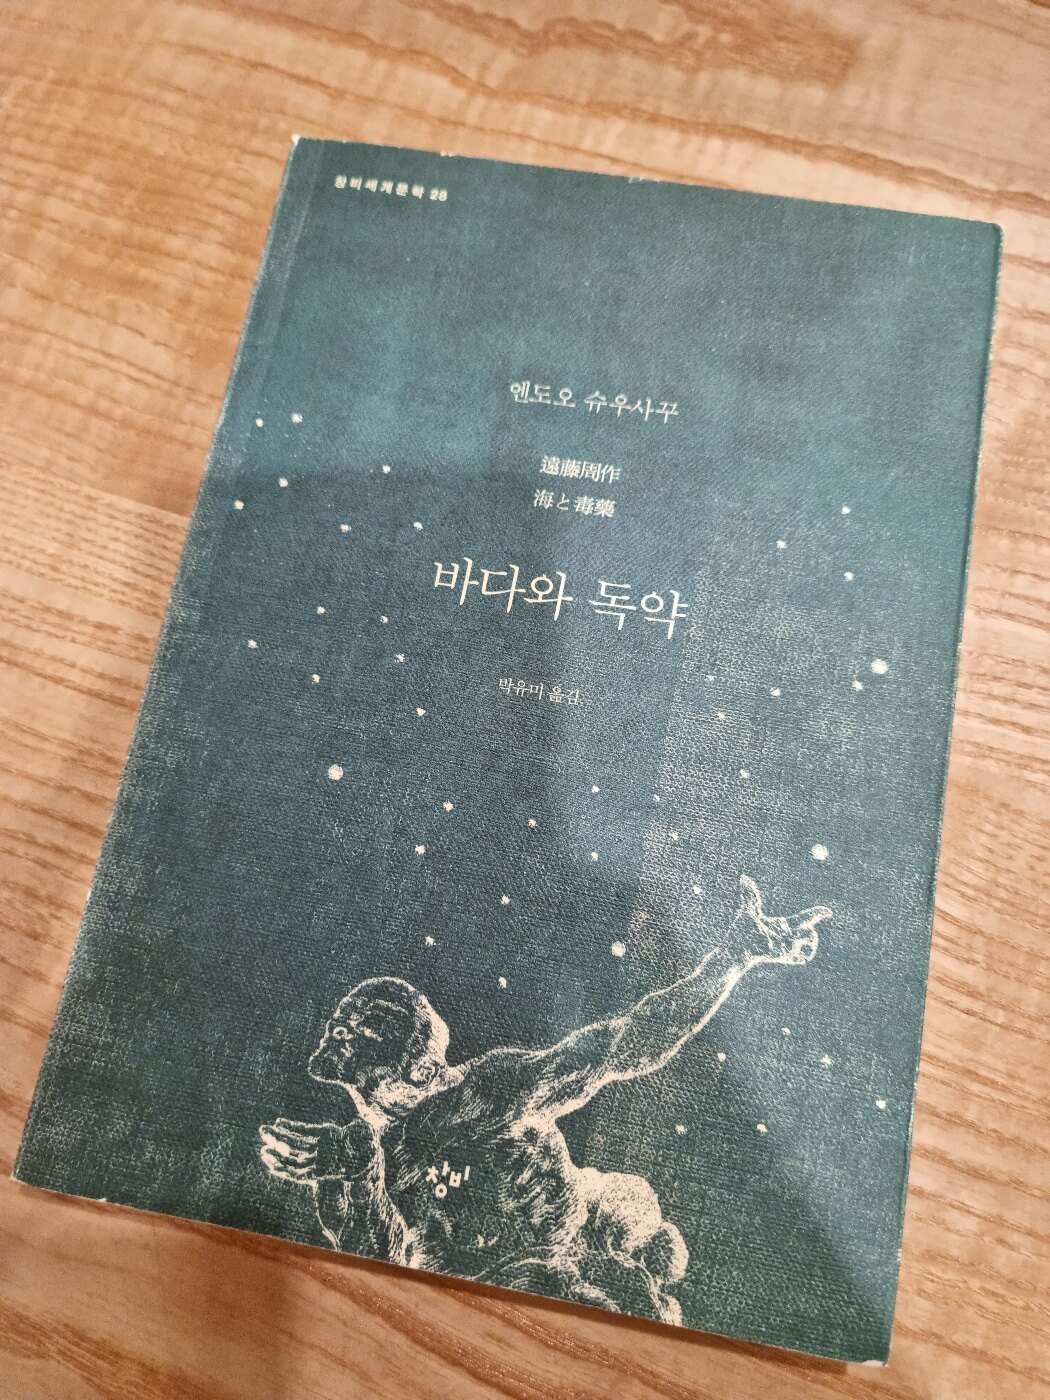 창비세계문학 28
엔도오 슈우사꾸
遠藤周作
海と毒藥
바다와 독약
박유미 옮김
창비